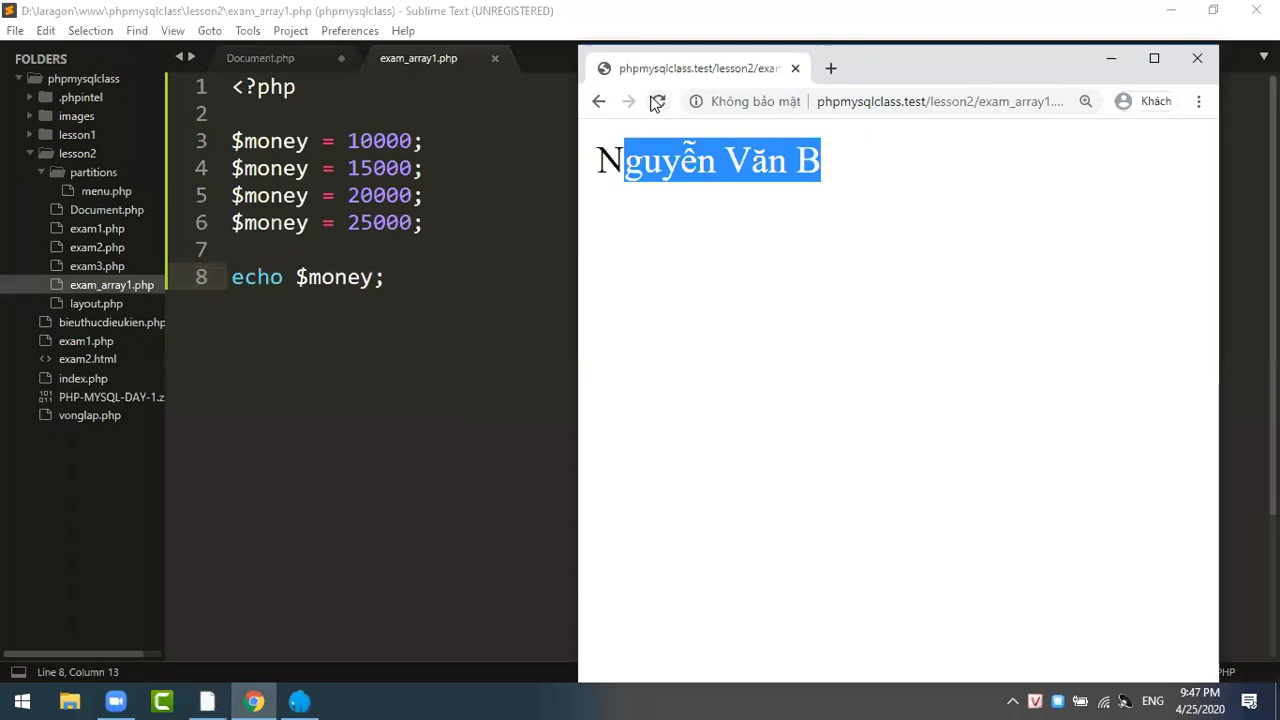 D:\laragon\www\phpmysqlclass\lesson2\exam_array1.php (phpmysqlclass) - Sublime Text (UNREGISTERED)
File Edit Selection Find View Goto Tools Project Preferences Help
FOLDERS
phpmysqlclass
.phpintel
images
lesson1
lesson2
partitions
menu.php
Document.php
exam1.php
exam2.php
exam3.php
exam_array1.php
layout.php
bieuthucdieukien.php
exam1.php
exam2.html
index.php
PHP-MYSQL-DAY-1.z
vonglap.php
Document.php exam_array1.php
1 <?php
2
3 $money = 10000;
4 $money = 15000;
5 $money = 20000;
6 $money = 25000;
7
8 echo $money;
phpmysqlclass.test/lesson2/exam
Không bảo mật phpmysqlclass.test/lesson2/exam_array1.... Khách
Nguyễn Văn B
Line 8, Column 13 PHP
ENG 9:47 PM
4/25/2020